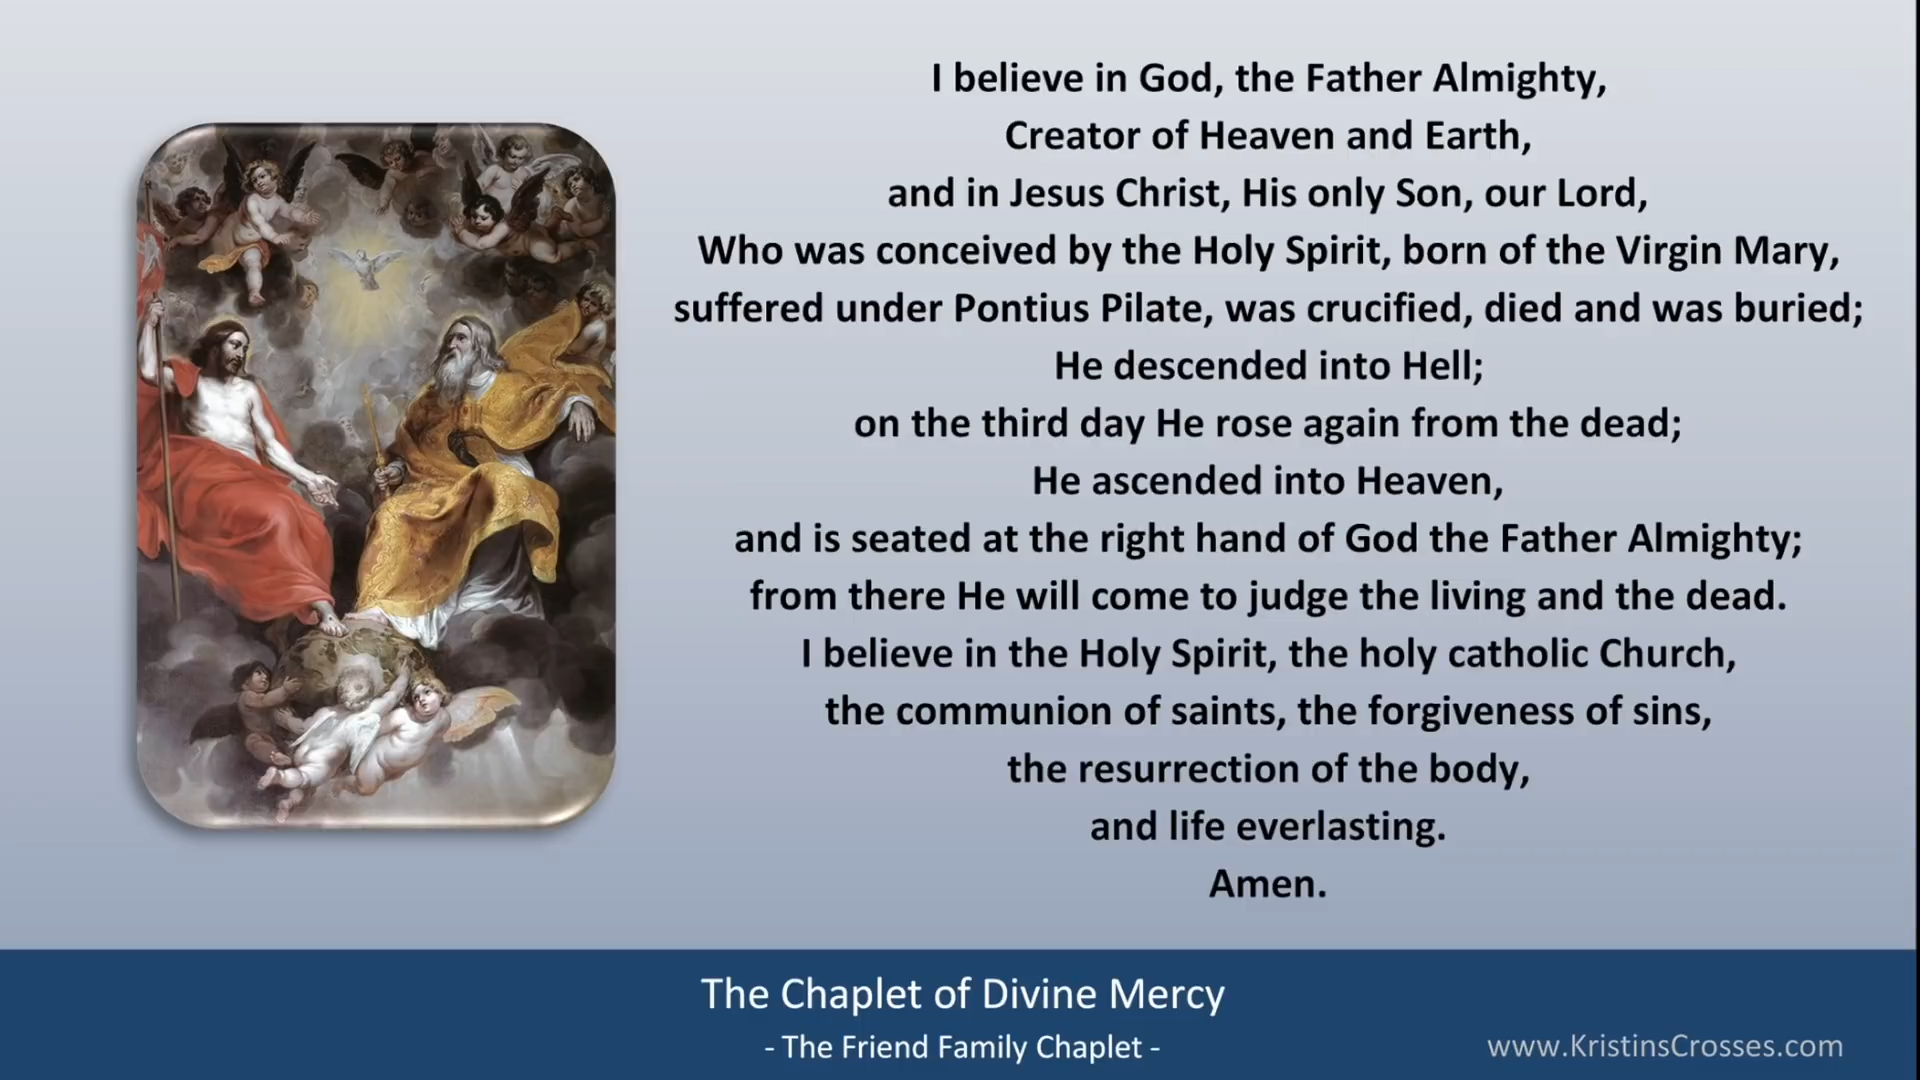 I believe in God, the Father Almighty,
Creator of Heaven and Earth,
and in Jesus Christ, His only Son, our Lord,
Who was conceived by the Holy Spirit, born of the Virgin Mary,
suffered under Pontius Pilate, was crucified, died and was buried;
He descended into Hell;
on the third day He rose again from the dead;
He ascended into Heaven,
and is seated at the right hand of God the Father Almighty;
from there He will come to judge the living and the dead.
I believe in the Holy Spirit, the holy catholic Church,
the communion of saints, the forgiveness of sins,
the resurrection of the body,
and life everlasting.
Amen.
The Chaplet of Divine Mercy
- The Friend Family Chaplet -
www.KristinsCrosses.com